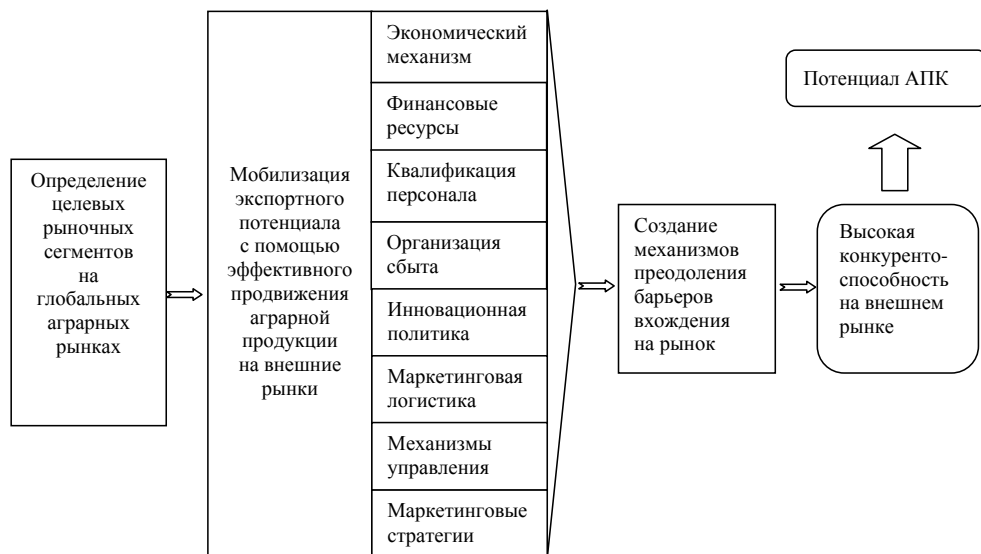 Определение
целевых
рыночных
сегментов
на
глобальных
аграрных
рынках
Мобилизация
экспортного
потенциала
с помощью
эффективного
продвижения
аграрной
продукции
на внешние
рынки
Экономический
механизм
Финансовые
ресурсы
Квалификация
персонала
Организация
сбыта
Инновационная
политика
Маркетинговая
логистика
Механизмы
управления
Маркетинговые
стратегии
Создание
механизмов
преодоления
барьеров
вхождения
на рынок
Высокая
конкуренто-
способность
на внешнем
рынке
Потенциал АПК